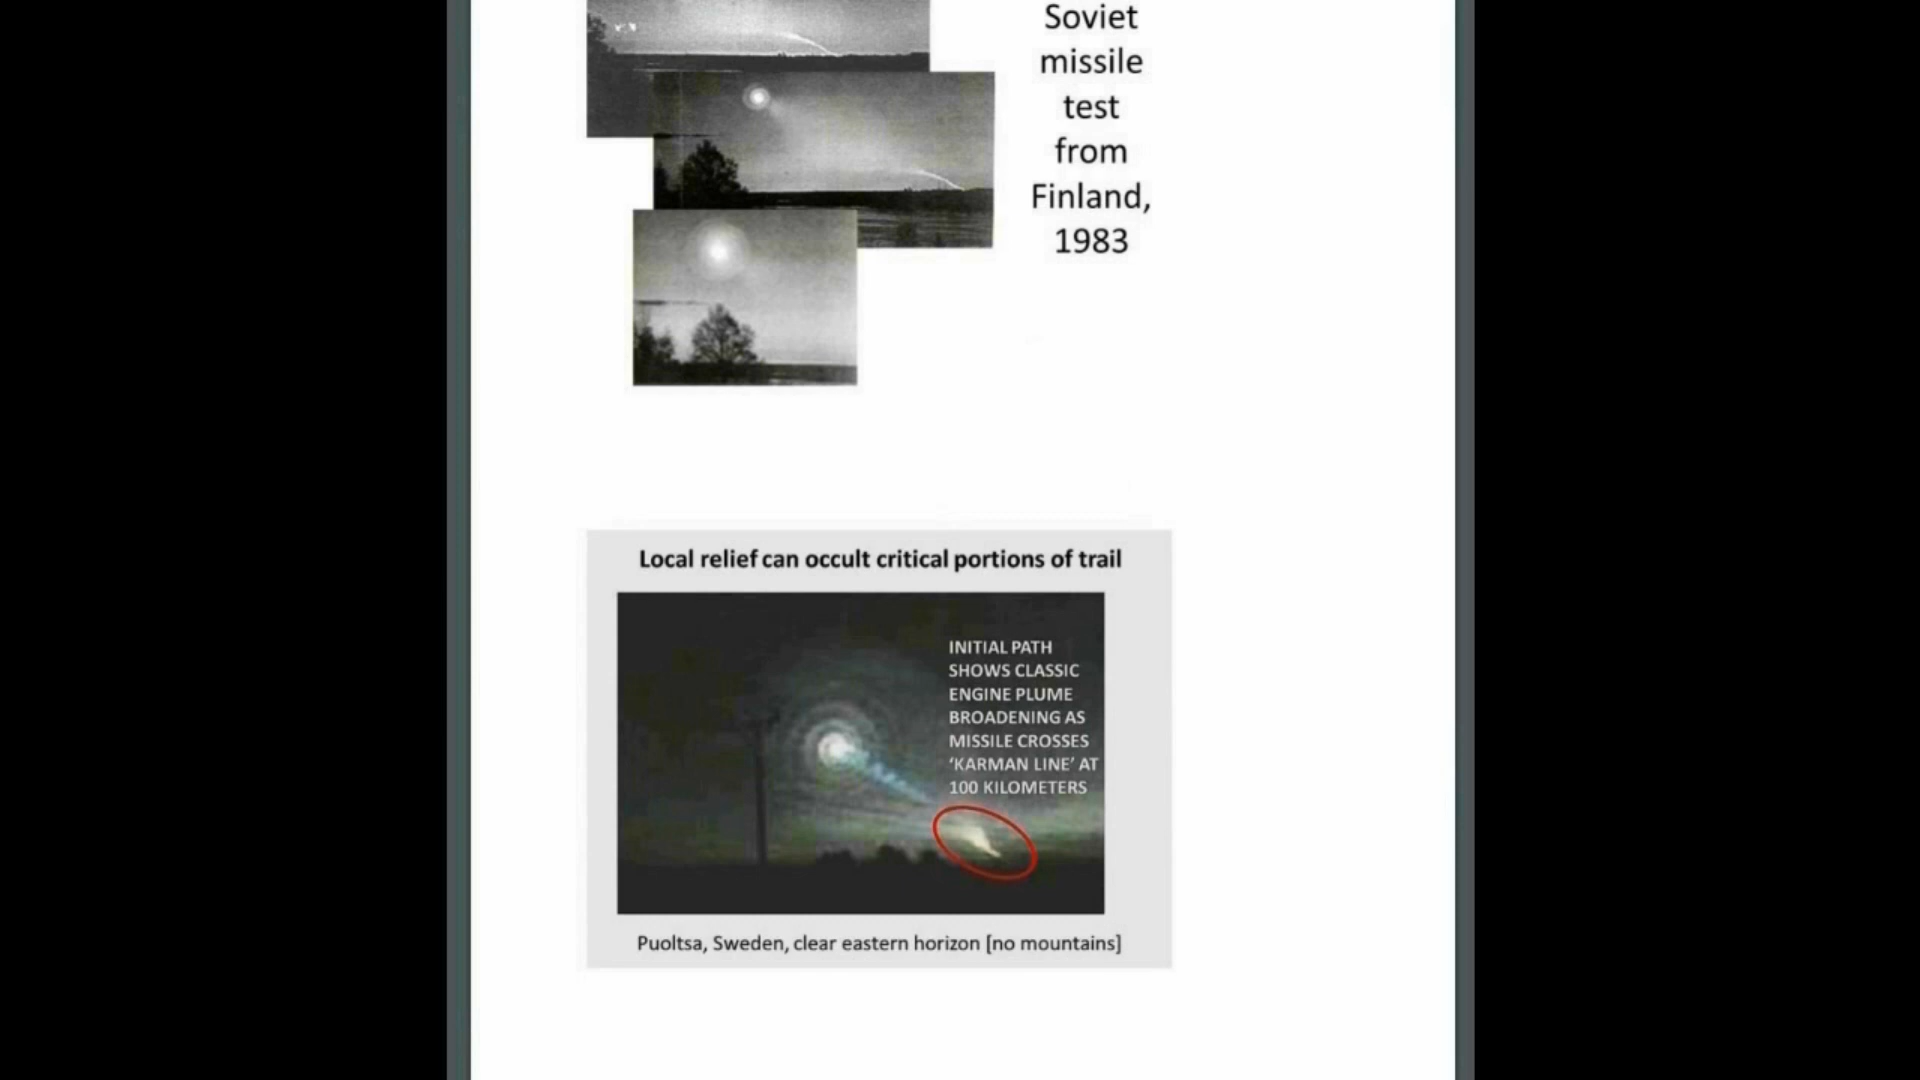 Soviet
missile
test
from
Finland,
1983
Local relief can occult critical portions of trail
INITIAL PATH
SHOWS CLASSIC
ENGINE PLUME
BROADENING AS
MISSILE CROSSES
‘KARMAN LINE’ AT
100 KILOMETERS
Puoltsa, Sweden, clear eastern horizon [no mountains]